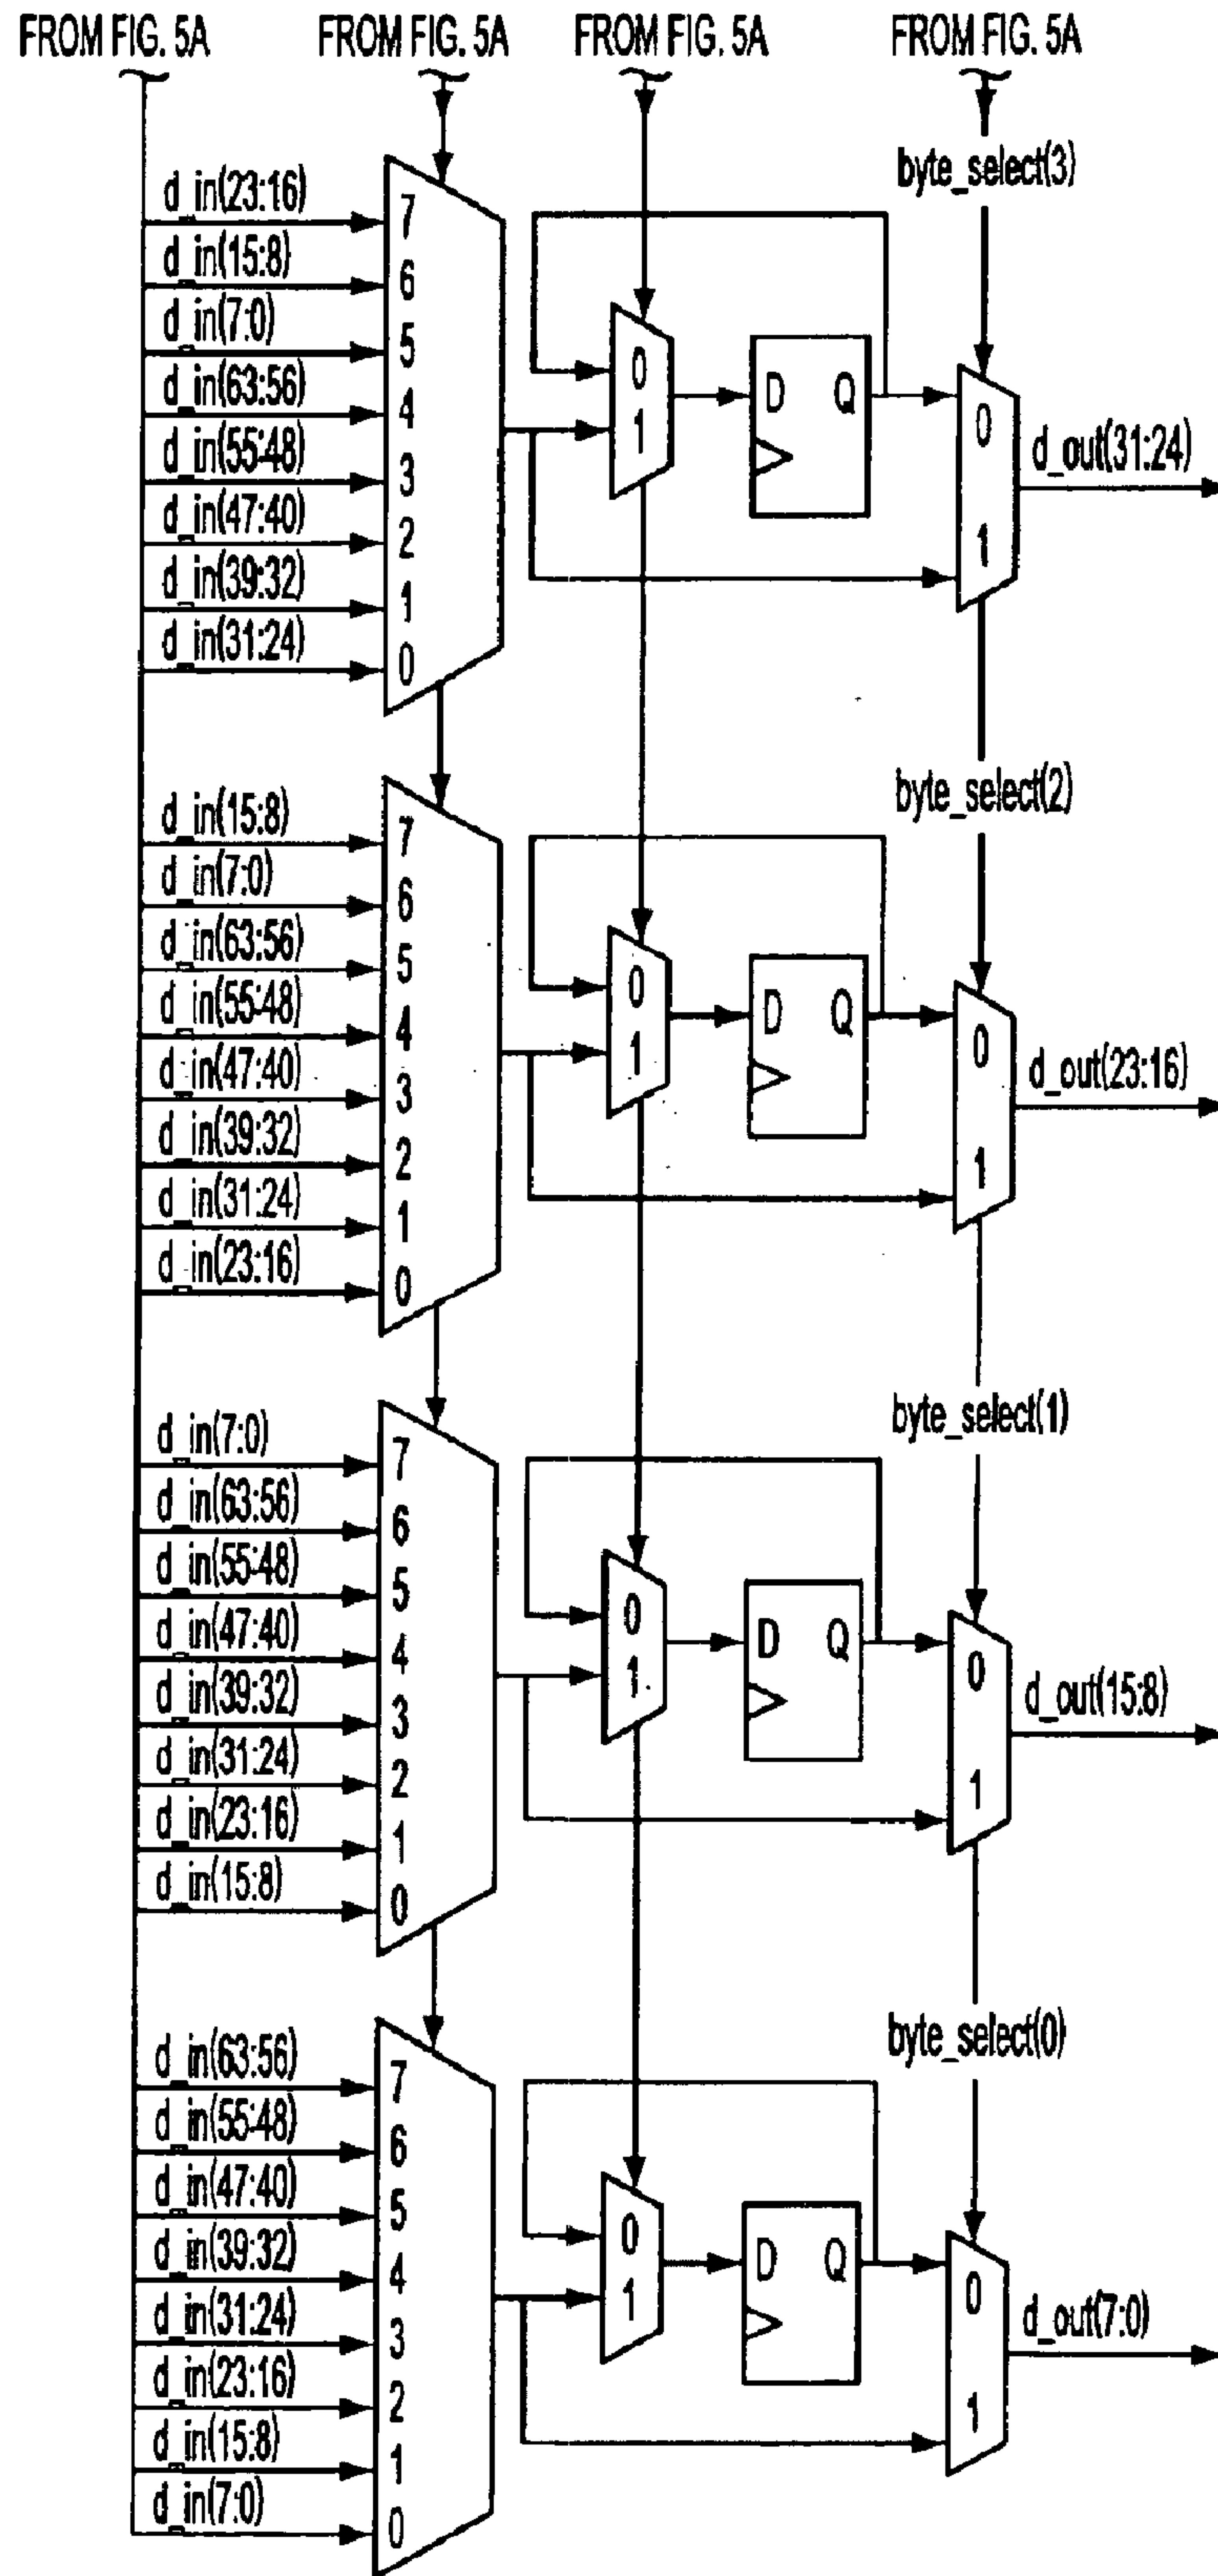 FROM FIG. 5A FROM FIG. 5A FROM FIG. 5A FROM FIG. 5A
byte_select(3)
d_in(23:16) 7
d_in(15:8) 6
d_in(7:0) 5
d_in(63:56) 4
d_in(55:48) 3
d_in(47:40) 2
d_in(39:32) 1
d_in(31:24) 0
0
1
D Q
0
1
d_out(31:24)
byte_select(2)
d_in(15:8) 7
d_in(7:0) 6
d_in(63:56) 5
d_in(55:48) 4
d_in(47:40) 3
d_in(39:32) 2
d_in(31:24) 1
d_in(23:16) 0
0
1
D Q
0
1
d_out(23:16)
byte_select(1)
d_in(7:0) 7
d_in(63:56) 6
d_in(55:48) 5
d_in(47:40) 4
d_in(39:32) 3
d_in(31:24) 2
d_in(23:16) 1
d_in(15:8) 0
0
1
D Q
0
1
d_out(15:8)
byte_select(0)
d_in(63:56) 7
d_in(55:48) 6
d_in(47:40) 5
d_in(39:32) 4
d_in(31:24) 3
d_in(23:16) 2
d_in(15:8) 1
d_in(7:0) 0
0
1
D Q
0
1
d_out(7:0)